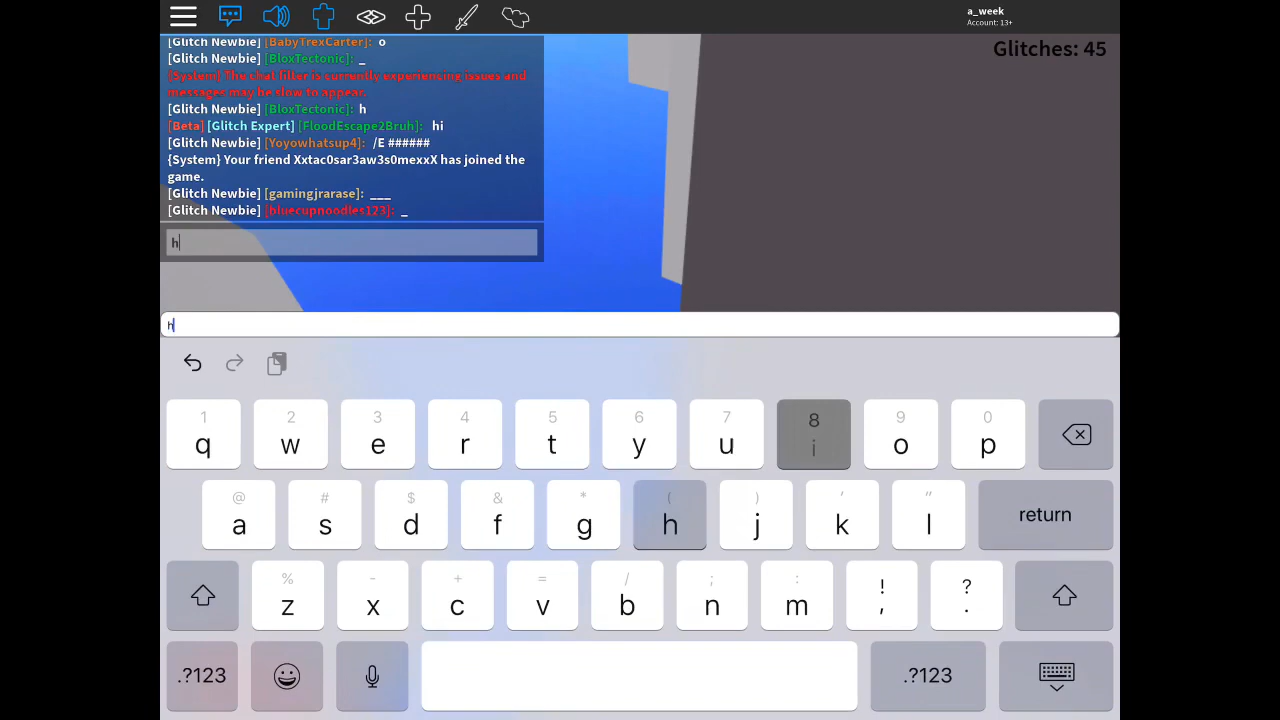 a_week
Account: 13+
Glitches: 45
[Glitch Newbie] [BabyTrexCarter]: o
[Glitch Newbie] [BloxTectonic]: _
{System} The chat filter is currently experiencing issues and
messages may be slow to appear.
[Glitch Newbie] [BloxTectonic]: h
[Beta] [Glitch Expert] [FloodEscape2Bruh]: hi
[Glitch Newbie] [Yoyowhatsup4]: /E ######
{System} Your friend Xxtac0sar3aw3s0mexxX has joined the
game.
[Glitch Newbie] [gamingjrarase]: ___
[Glitch Newbie] [bluecupnoodles123]: _
h
h
1 2 3 4 5 6 7 8 9 0
q w e r t y u i o p
@ # $ & * ( ) ' "
a s d f g h j k l return
% - + = / ; : ! ?
z x c v b n m , .
.?123 .?123